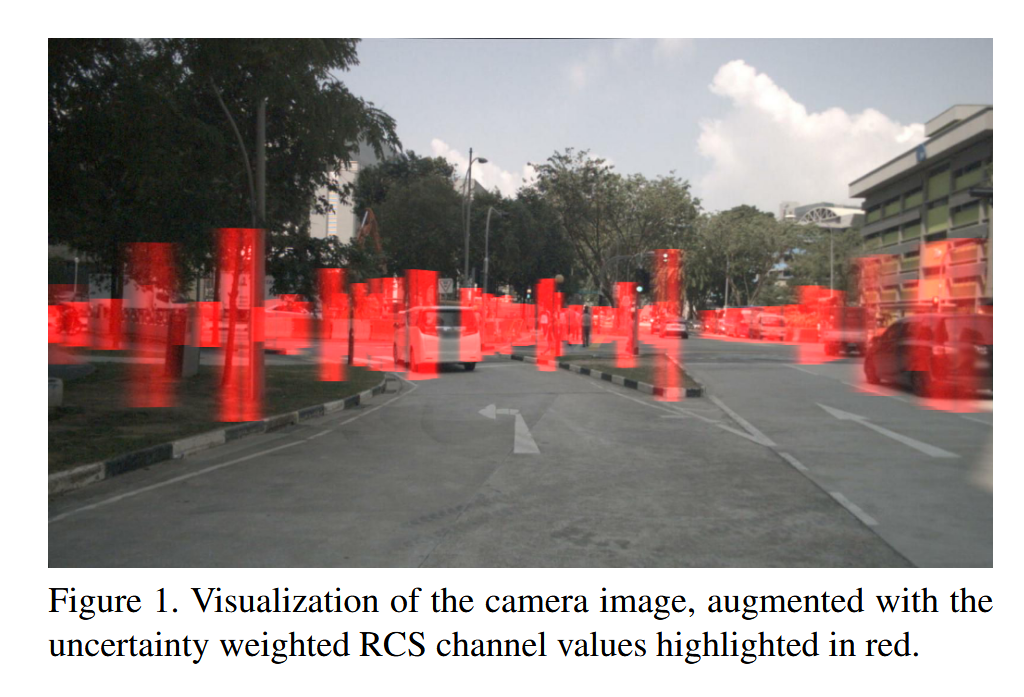 Figure 1. Visualization of the camera image, augmented with the
uncertainty weighted RCS channel values highlighted in red.